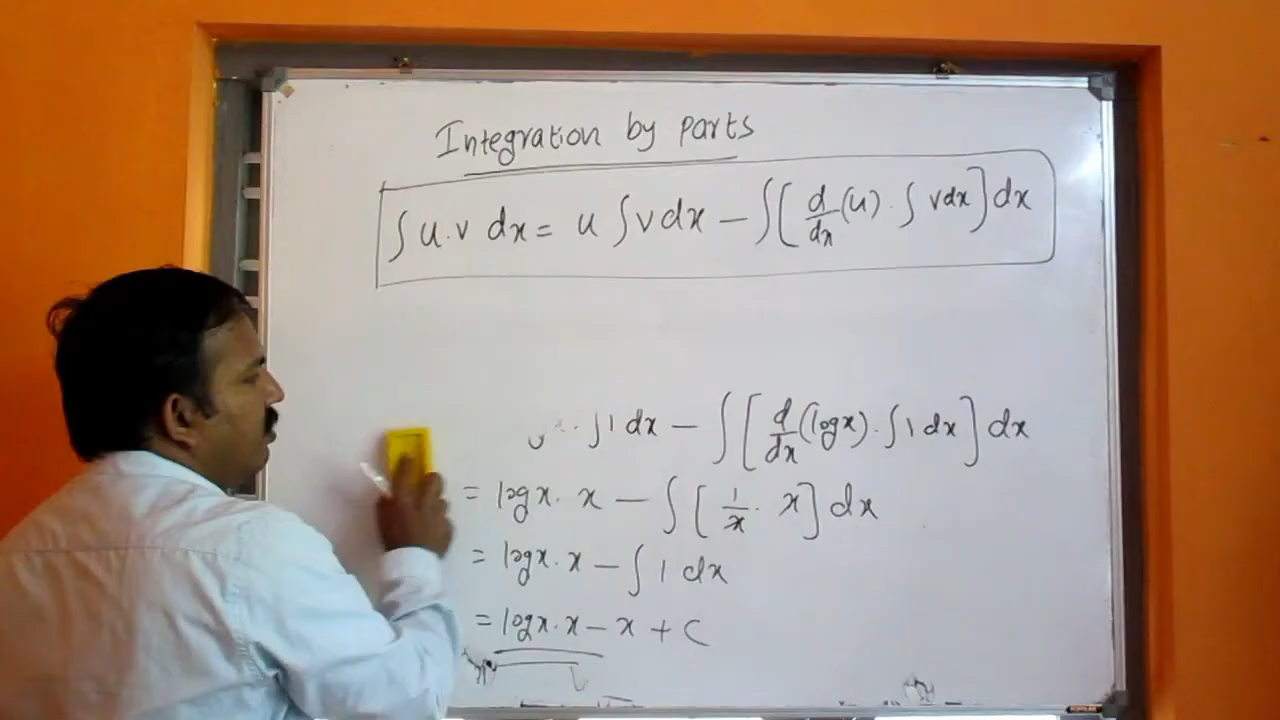 Integration by parts
∫ u.v dx = u ∫ v dx − ∫ [ d/dx (u) . ∫ v dx ] dx
. ∫ 1 dx − ∫ [ d/dx (log x) . ∫ 1 dx ] dx
= log x . x − ∫ [ 1/x . x ] dx
= log x . x − ∫ 1 dx
= log x . x − x + C